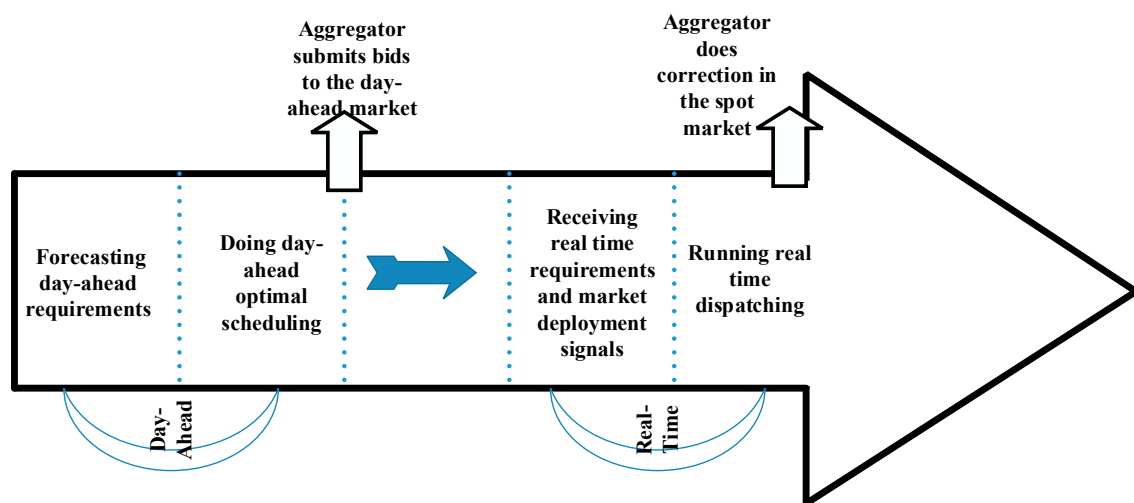 Aggregator
submits bids
to the day-
ahead market
Aggregator
does
correction in
the spot
market
Forecasting
day-ahead
requirements
Doing day-
ahead
optimal
scheduling
Receiving
real time
requirements
and market
deployment
signals
Running real
time
dispatching
Day-
Ahead
Real-
Time